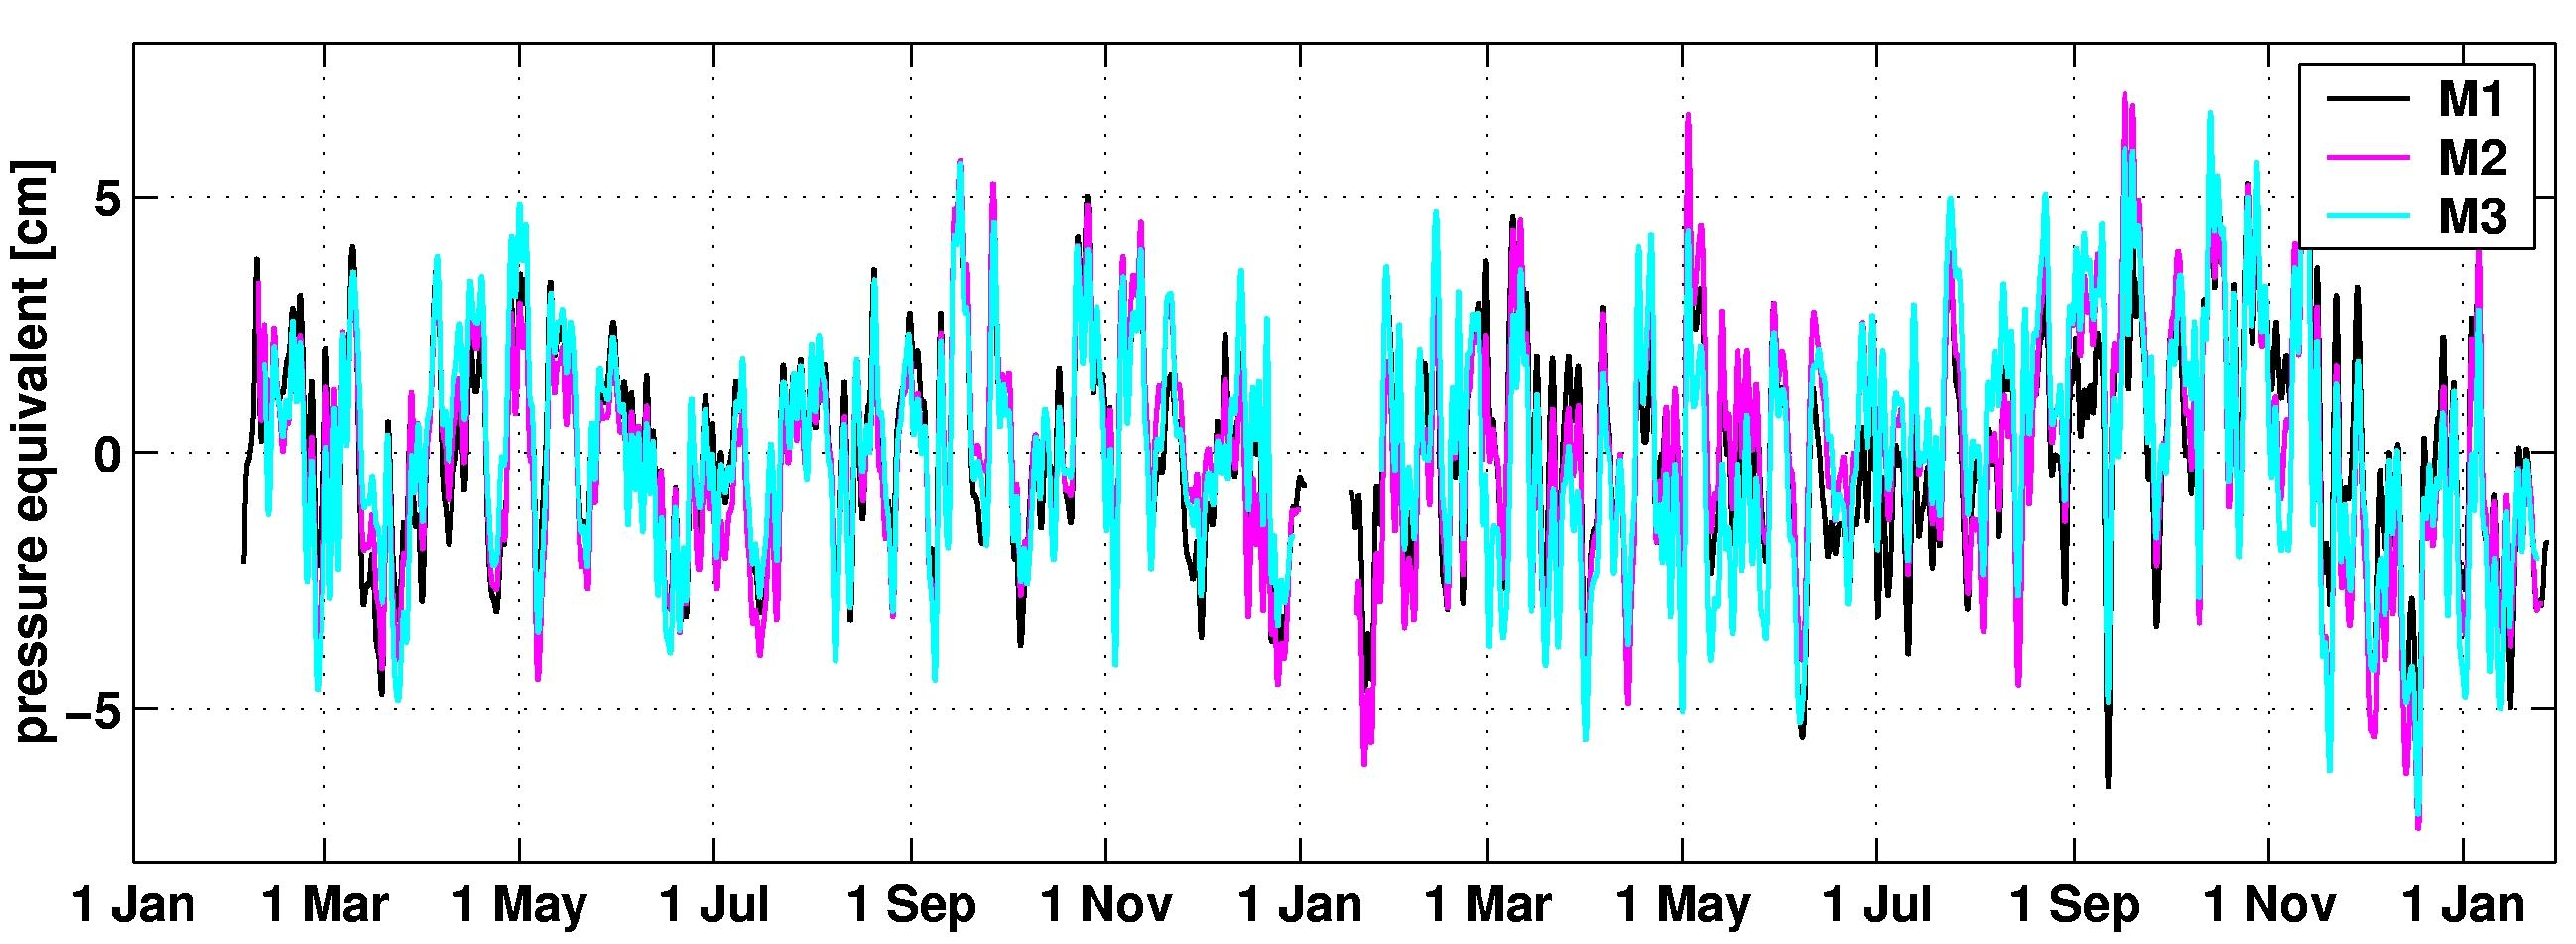 pressure equivalent [cm]
5
0
−5
M1
M2
M3
1 Jan 1 Mar 1 May 1 Jul 1 Sep 1 Nov 1 Jan 1 Mar 1 May 1 Jul 1 Sep 1 Nov 1 Jan